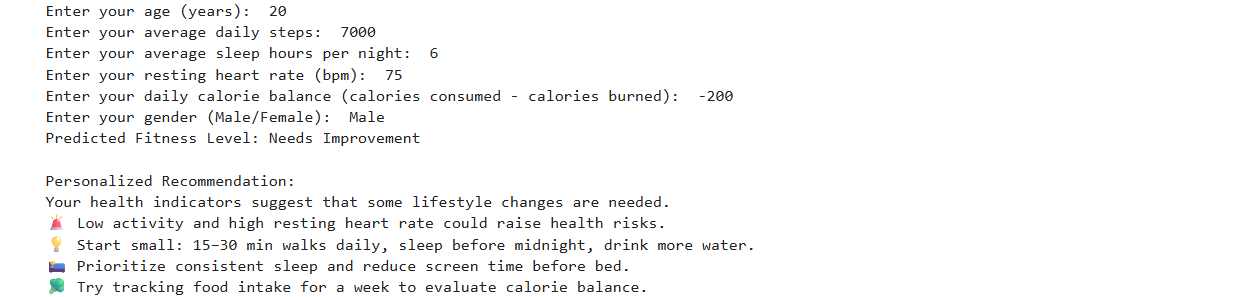 Enter your age (years):  20
Enter your average daily steps:  7000
Enter your average sleep hours per night:  6
Enter your resting heart rate (bpm):  75
Enter your daily calorie balance (calories consumed - calories burned):  -200
Enter your gender (Male/Female):  Male
Predicted Fitness Level: Needs Improvement

Personalized Recommendation:
Your health indicators suggest that some lifestyle changes are needed.
🚨 Low activity and high resting heart rate could raise health risks.
💡 Start small: 15–30 min walks daily, sleep before midnight, drink more water.
🛌 Prioritize consistent sleep and reduce screen time before bed.
🥦 Try tracking food intake for a week to evaluate calorie balance.